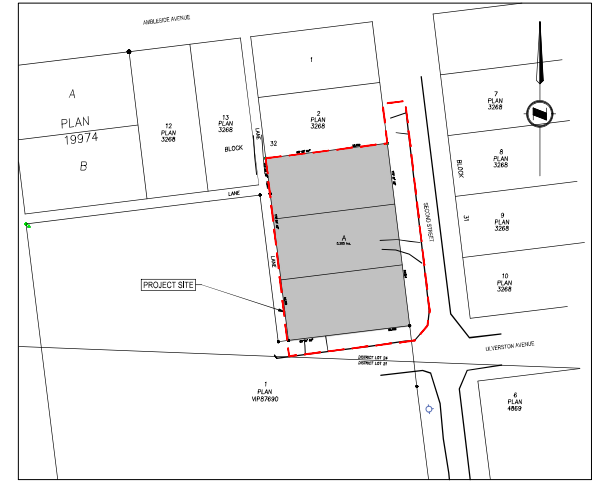 AMBLESIDE AVENUE
A
PLAN
19974
B
12
PLAN
3268
13
PLAN
3268
BLOCK
32
LANE
1
2
PLAN
3268
7
PLAN
3268
8
PLAN
3268
BLOCK
31
9
PLAN
3268
10
PLAN
3268
LANE
LANE
A
SECOND STREET
PROJECT SITE
ULVERSTON AVENUE
DISTRICT LOT 24
DISTRICT LOT 21
1
PLAN
VIP87690
6
PLAN
4869